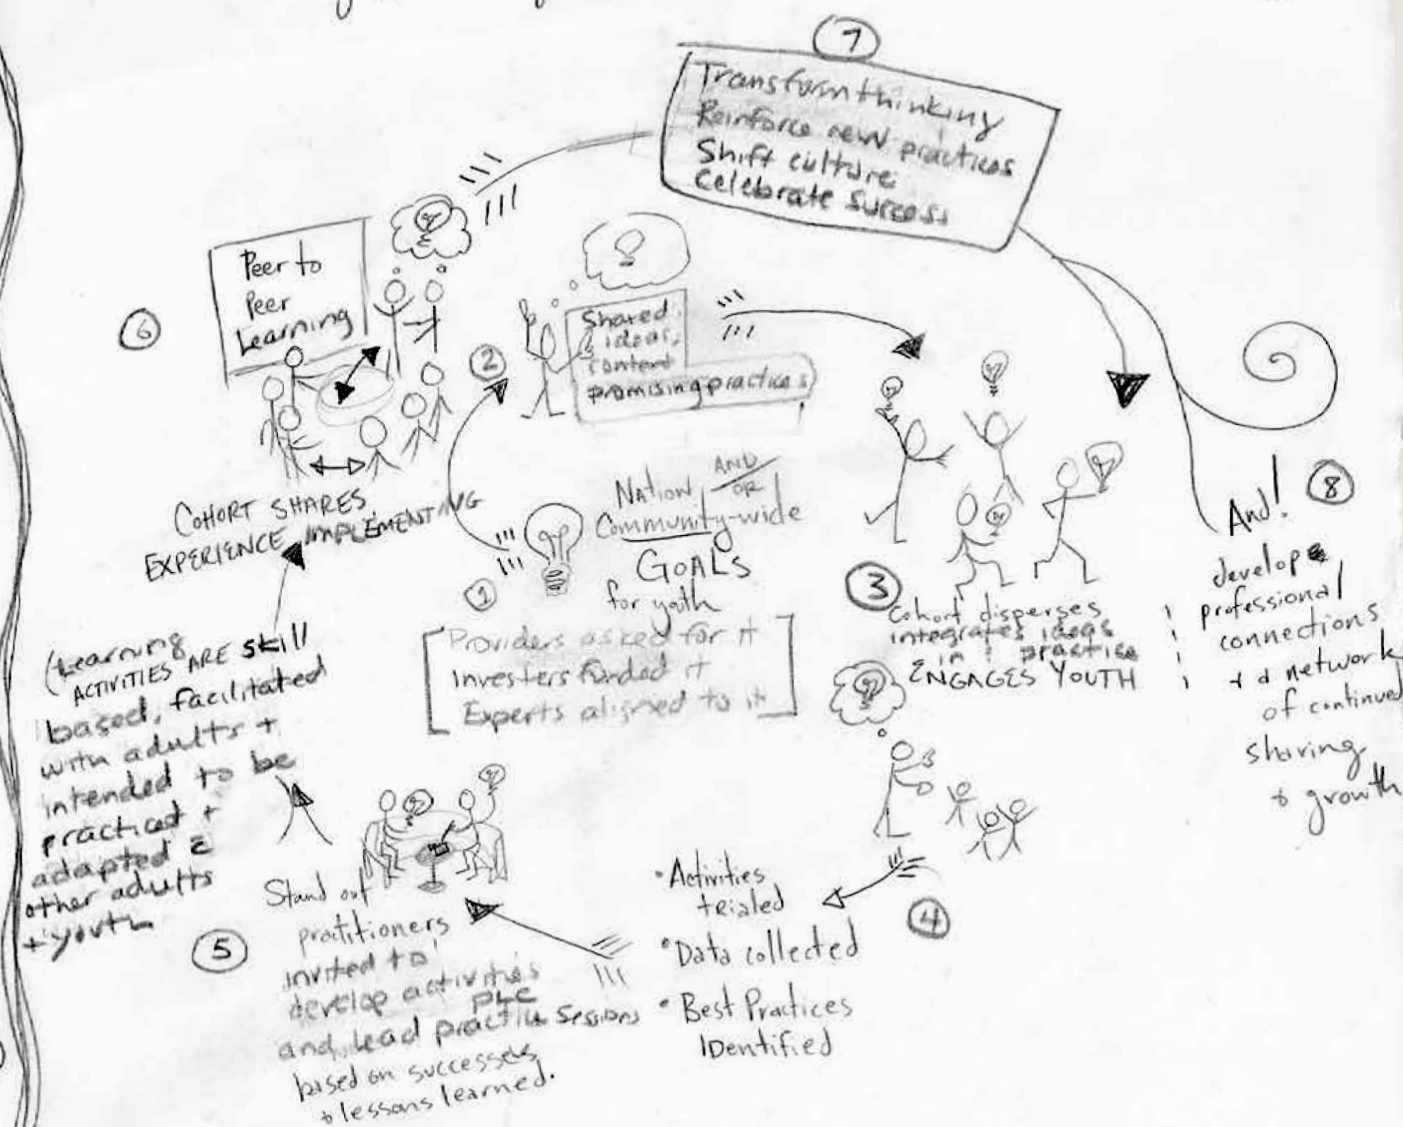 7
Transform thinking
Reinforce new practices
Shift culture
Celebrate Success
6
Peer to
Peer
Learning
COHORT SHARES
EXPERIENCE IMPLEMENTING
2
Shared
ideas,
content
promising practices
1
NATION AND/OR
Community-wide
GOALS
for youth
Providers asked for it
Investers funded it
Experts aligned to it
3
Cohort disperses
integrates ideas
in practice
ENGAGES YOUTH
And! 8
develop
professional
connections
+ a network
of continued
sharing
+ growth
4
• Activities
trialed
• Data collected
• Best Practices
IDentified
5
Stand out
practitioners
invited to
develop activities
and lead practice PLC sessions
based on successes
+ lessons learned.
(Learning
ACTIVITIES ARE skill
based, facilitated
with adults +
intended to be
practiced +
adapted c̄
other adults
+ youth